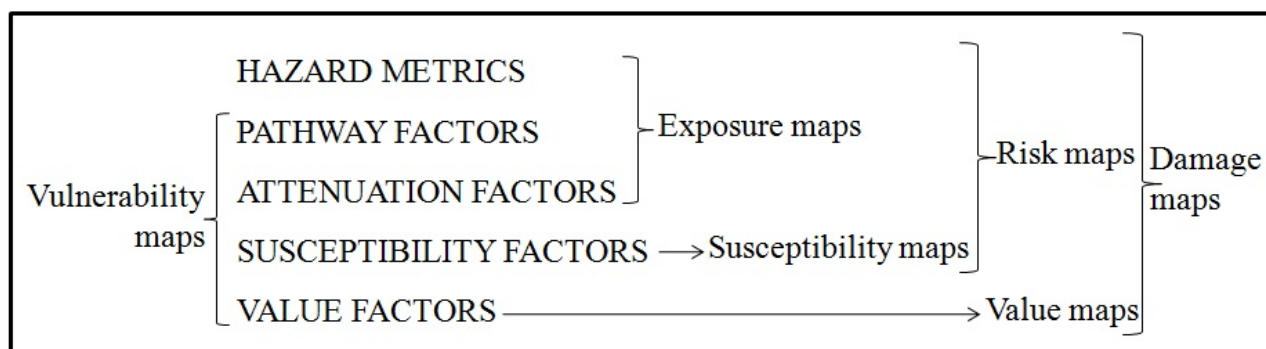 HAZARD METRICS
PATHWAY FACTORS
Exposure maps
Risk maps
Damage
maps
ATTENUATION FACTORS
Vulnerability
maps
SUSCEPTIBILITY FACTORS
Susceptibility maps
VALUE FACTORS
Value maps